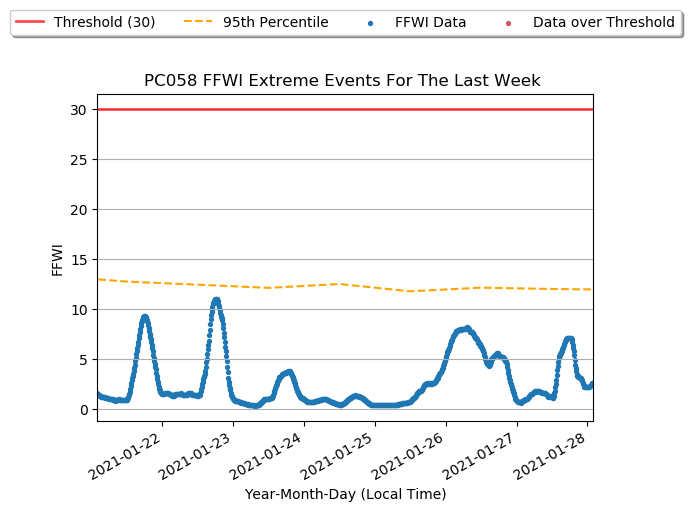 Threshold (30) 95th Percentile FFWI Data Data over Threshold
PC058 FFWI Extreme Events For The Last Week
30
25
20
15
10
5
0
FFWI
2021-01-22 2021-01-23 2021-01-24 2021-01-25 2021-01-26 2021-01-27 2021-01-28
Year-Month-Day (Local Time)